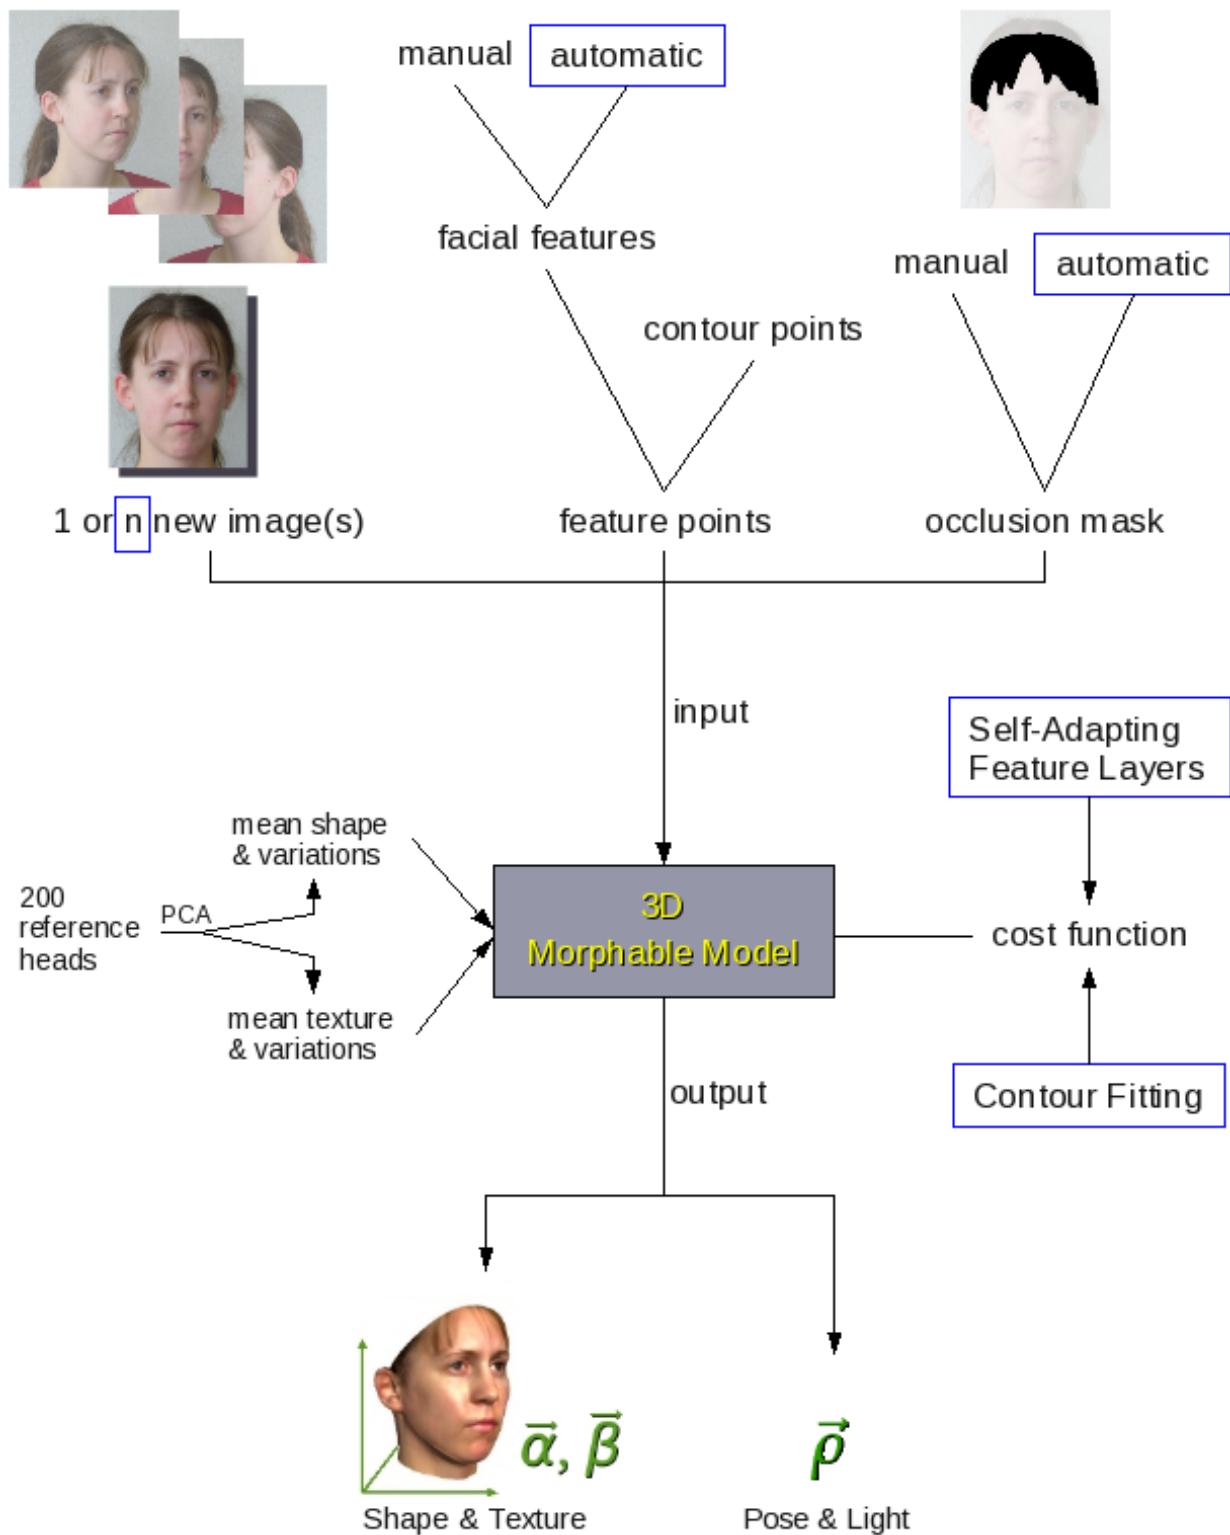 manual
automatic
facial features
manual
automatic
contour points
1 or n new image(s)
feature points
occlusion mask
input
Self-Adapting
Feature Layers
mean shape
& variations
200
reference
heads
PCA
3D
Morphable Model
cost function
mean texture
& variations
output
Contour Fitting
α⃗, β⃗
ρ⃗
Shape & Texture
Pose & Light